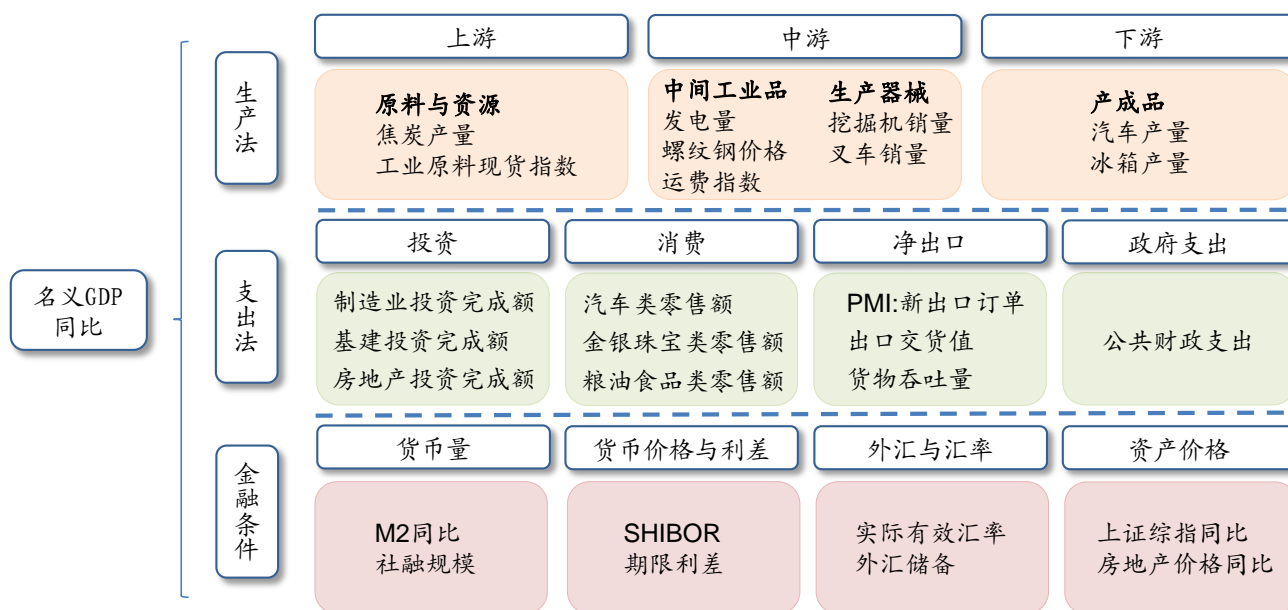 名义GDP
同比
生产法
上游
中游
下游
原料与资源
焦炭产量
工业原料现货指数
中间工业品
发电量
螺纹钢价格
运费指数
生产器械
挖掘机销量
叉车销量
产成品
汽车产量
冰箱产量
支出法
投资
消费
净出口
政府支出
制造业投资完成额
基建投资完成额
房地产投资完成额
汽车类零售额
金银珠宝类零售额
粮油食品类零售额
PMI:新出口订单
出口交货值
货物吞吐量
公共财政支出
金融条件
货币量
货币价格与利差
外汇与汇率
资产价格
M2同比
社融规模
SHIBOR
期限利差
实际有效汇率
外汇储备
上证综指同比
房地产价格同比